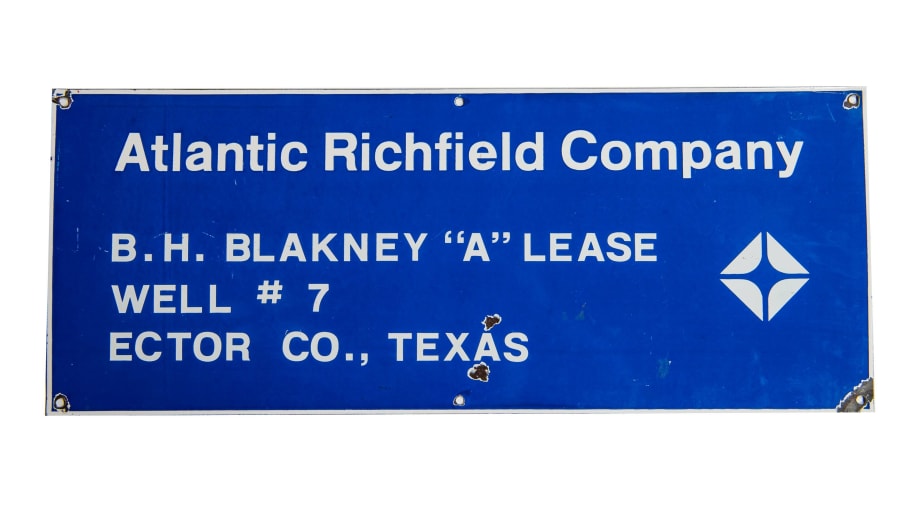 Atlantic Richfield Company
B.H. BLAKNEY “A” LEASE
WELL # 7
ECTOR CO., TEXAS